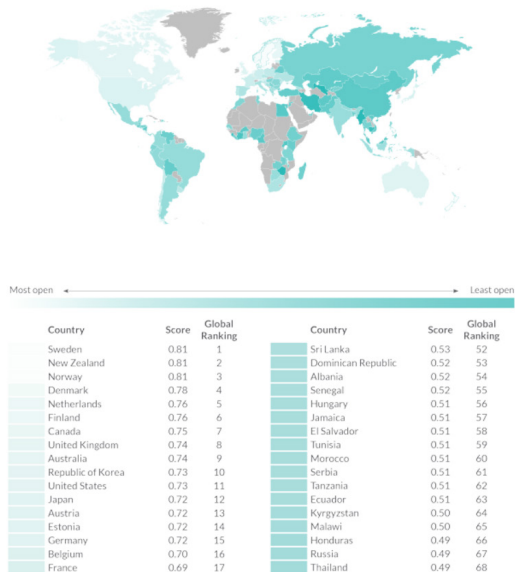 Most open
Least open
Country Score Global Ranking
Sweden 0.81 1
New Zealand 0.81 2
Norway 0.81 3
Denmark 0.78 4
Netherlands 0.76 5
Finland 0.76 6
Canada 0.75 7
United Kingdom 0.74 8
Australia 0.74 9
Republic of Korea 0.73 10
United States 0.73 11
Japan 0.72 12
Austria 0.72 13
Estonia 0.72 14
Germany 0.72 15
Belgium 0.70 16
France 0.69 17
Country Score Global Ranking
Sri Lanka 0.53 52
Dominican Republic 0.52 53
Albania 0.52 54
Senegal 0.52 55
Hungary 0.51 56
Jamaica 0.51 57
El Salvador 0.51 58
Tunisia 0.51 59
Morocco 0.51 60
Serbia 0.51 61
Tanzania 0.51 62
Ecuador 0.51 63
Kyrgyzstan 0.50 64
Malawi 0.50 65
Honduras 0.49 66
Russia 0.49 67
Thailand 0.49 68